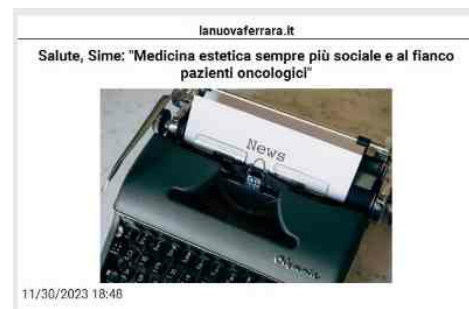 lanuovaferrara.it
Salute, Sime: "Medicina estetica sempre più sociale e al fianco
pazienti oncologici"
News
Olympia
11/30/2023 18:48